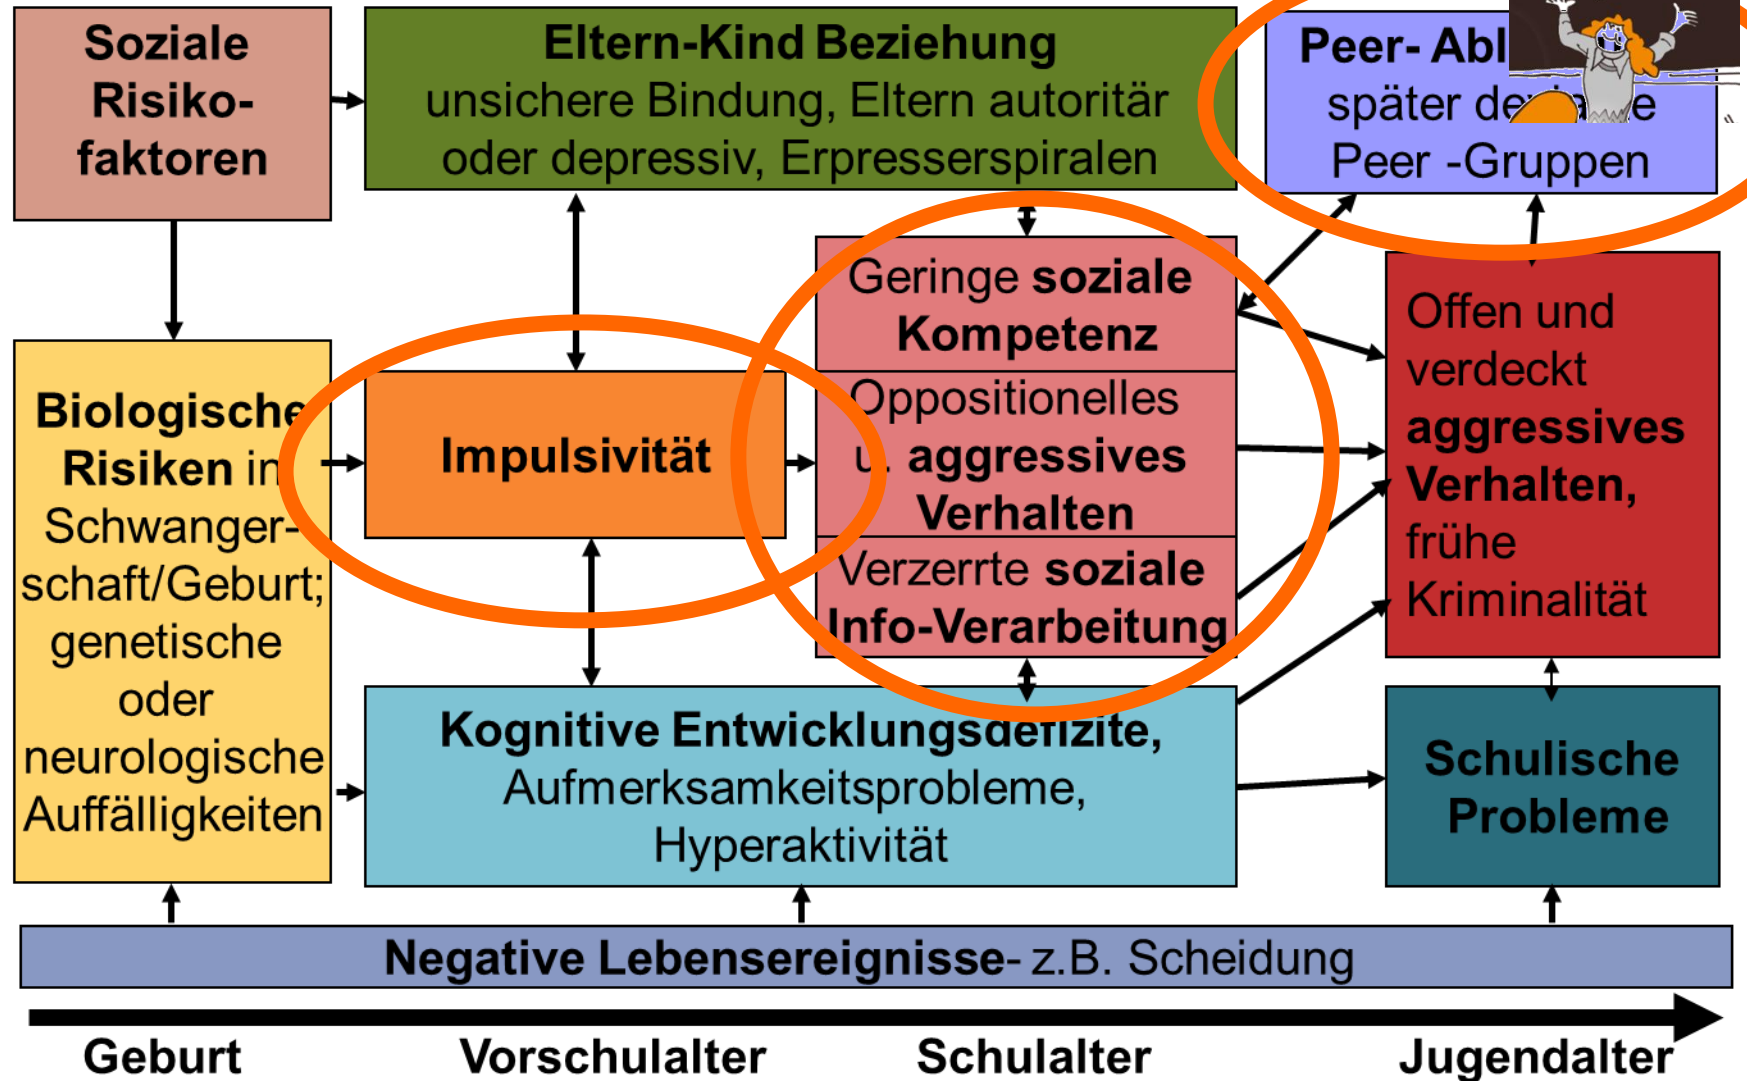 Soziale
Risiko-
faktoren
Eltern-Kind Beziehung
unsichere Bindung, Eltern autoritär
oder depressiv, Erpresserspiralen
Peer- Abl
später
Peer -Gruppen
Geringe soziale
Kompetenz
Oppositionelles
u. aggressives
Verhalten
Verzerrte soziale
Info-Verarbeitung
Offen und
verdeckt
aggressives
Verhalten,
frühe
Kriminalität
Biologische
Risiken in
Schwanger-
schaft/Geburt;
genetische
oder
neurologische
Auffälligkeiten
Impulsivität
Kognitive Entwicklungsdefizite,
Aufmerksamkeitsprobleme,
Hyperaktivität
Schulische
Probleme
Negative Lebensereignisse- z.B. Scheidung
Geburt
Vorschulalter
Schulalter
Jugendalter